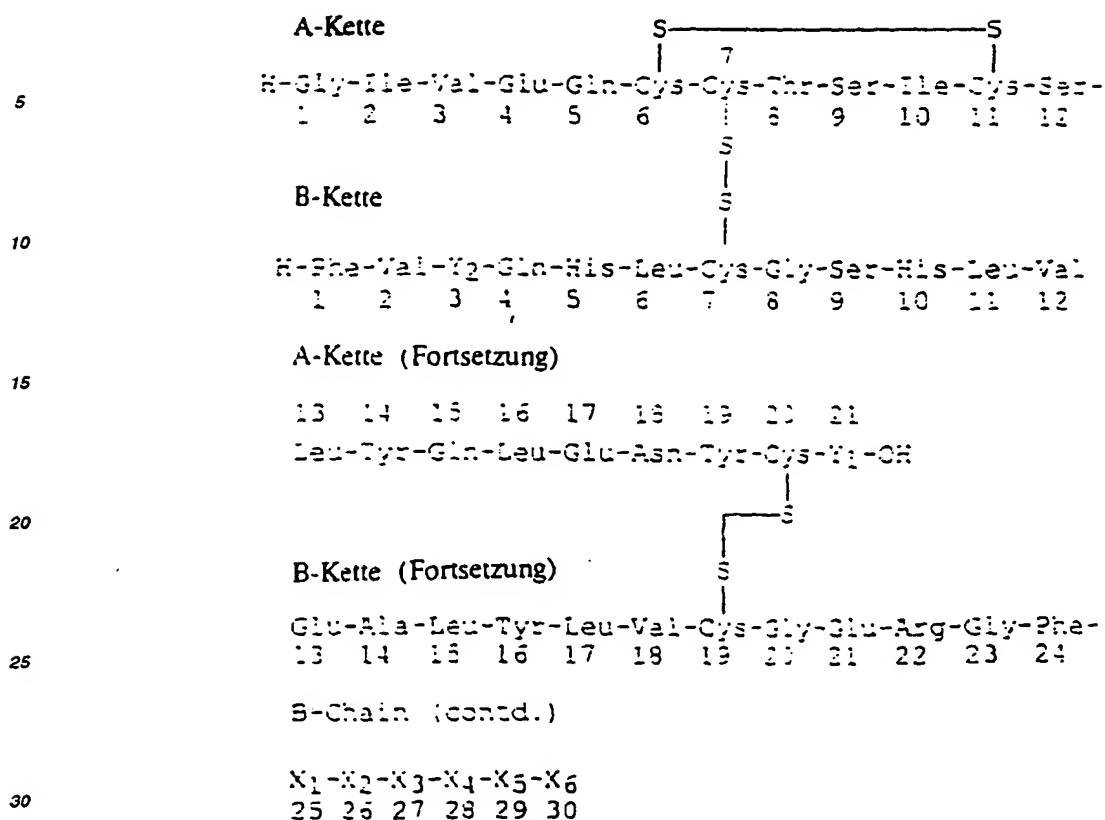 A-Kette
S S
7
5 H-Gly-Ile-Val-Glu-Gln-Cys-Cys-Thr-Ser-Ile-Cys-Ser-
1 2 3 4 5 6 8 9 10 11 12
S
B-Kette
S
10
H-Phe-Val-Y2-Gln-His-Leu-Cys-Gly-Ser-His-Leu-Val
1 2 3 4 5 6 7 8 9 10 11 12
A-Kette (Fortsetzung)
15
13 14 15 16 17 18 19 20 21
Leu-Tyr-Gln-Leu-Glu-Asn-Tyr-Cys-Y1-OH
20 S
S
B-Kette (Fortsetzung)
Glu-Ala-Leu-Tyr-Leu-Val-Cys-Gly-Glu-Arg-Gly-Phe-
25 13 14 15 16 17 18 19 20 21 22 23 24
B-Chain (contd.)
X1-X2-X3-X4-X5-X6
30 25 26 27 28 29 30